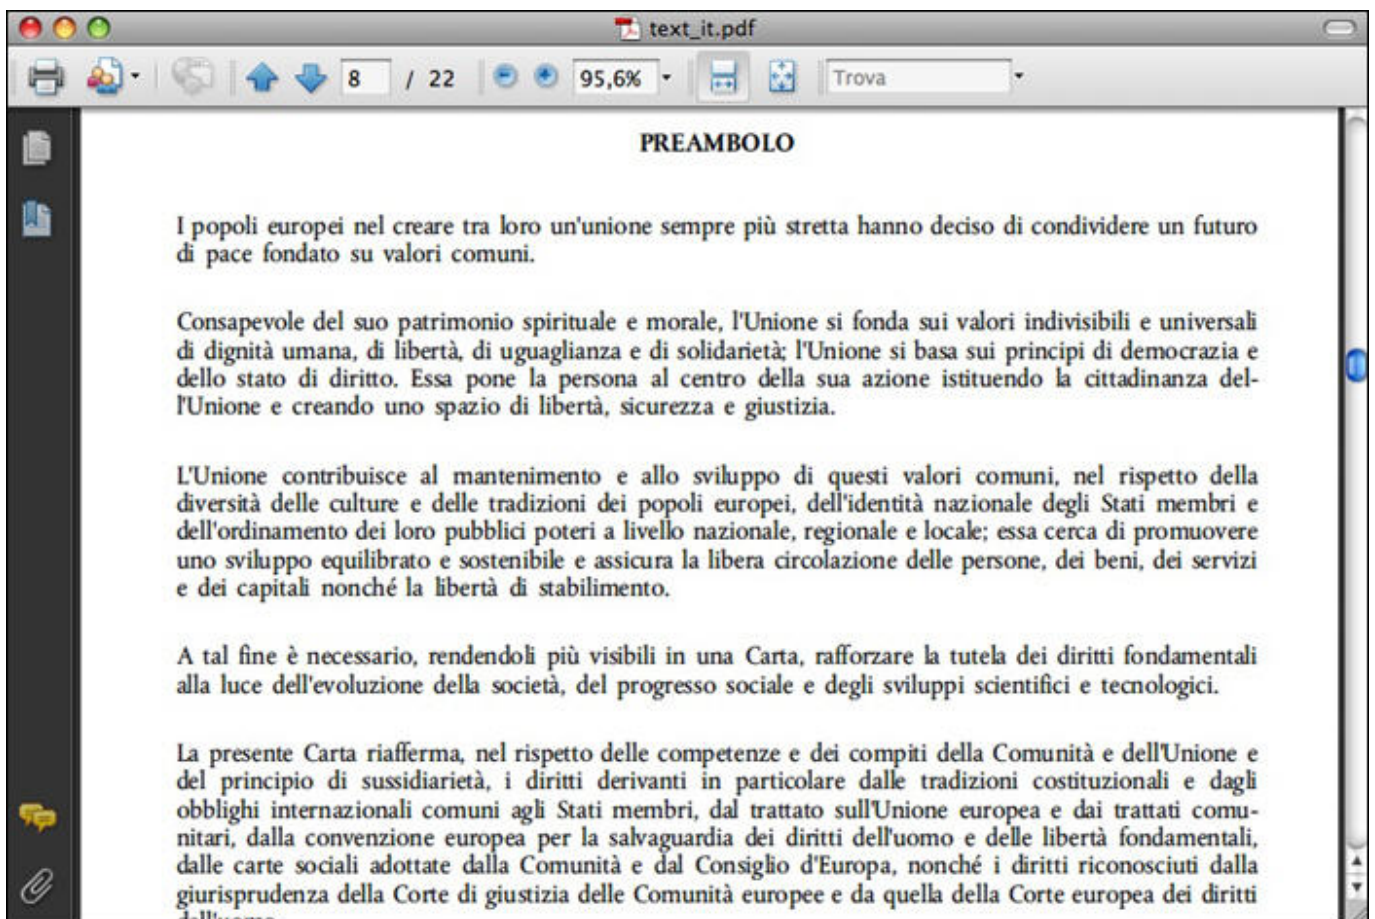 text_it.pdf
8 / 22 95,6% Trova
PREAMBOLO
I popoli europei nel creare tra loro un'unione sempre più stretta hanno deciso di condividere un futuro
di pace fondato su valori comuni.
Consapevole del suo patrimonio spirituale e morale, l'Unione si fonda sui valori indivisibili e universali
di dignità umana, di libertà, di uguaglianza e di solidarietà; l'Unione si basa sui principi di democrazia e
dello stato di diritto. Essa pone la persona al centro della sua azione istituendo la cittadinanza del-
l'Unione e creando uno spazio di libertà, sicurezza e giustizia.
L'Unione contribuisce al mantenimento e allo sviluppo di questi valori comuni, nel rispetto della
diversità delle culture e delle tradizioni dei popoli europei, dell'identità nazionale degli Stati membri e
dell'ordinamento dei loro pubblici poteri a livello nazionale, regionale e locale; essa cerca di promuovere
uno sviluppo equilibrato e sostenibile e assicura la libera circolazione delle persone, dei beni, dei servizi
e dei capitali nonché la libertà di stabilimento.
A tal fine è necessario, rendendoli più visibili in una Carta, rafforzare la tutela dei diritti fondamentali
alla luce dell'evoluzione della società, del progresso sociale e degli sviluppi scientifici e tecnologici.
La presente Carta riafferma, nel rispetto delle competenze e dei compiti della Comunità e dell'Unione e
del principio di sussidiarietà, i diritti derivanti in particolare dalle tradizioni costituzionali e dagli
obblighi internazionali comuni agli Stati membri, dal trattato sull'Unione europea e dai trattati comu-
nitari, dalla convenzione europea per la salvaguardia dei diritti dell'uomo e delle libertà fondamentali,
dalle carte sociali adottate dalla Comunità e dal Consiglio d'Europa, nonché i diritti riconosciuti dalla
giurisprudenza della Corte di giustizia delle Comunità europee e da quella della Corte europea dei diritti